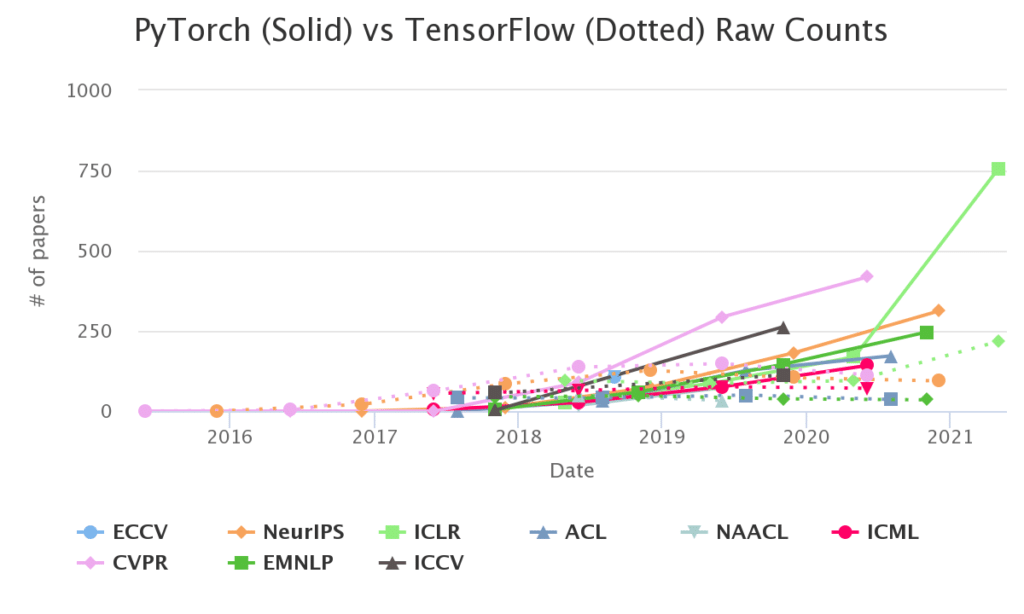 PyTorch (Solid) vs TensorFlow (Dotted) Raw Counts
1000
750
500
250
0
# of papers
2016 2017 2018 2019 2020 2021
Date
ECCV NeurIPS ICLR ACL NAACL ICML
CVPR EMNLP ICCV